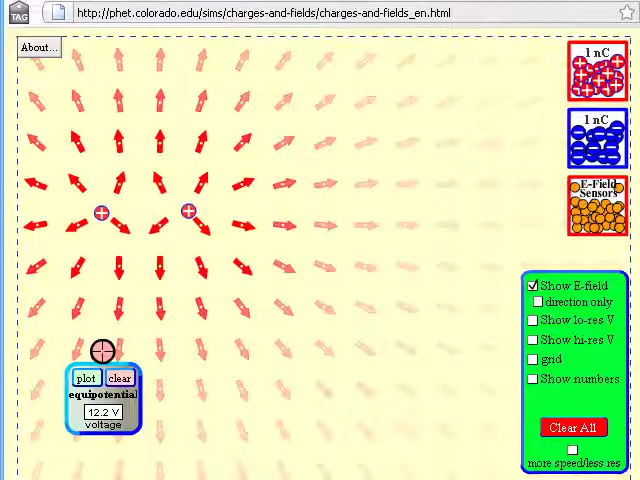 http://phet.colorado.edu/sims/charges-and-fields/charges-and-fields_en.html
TAG
About...
1 nC
1 nC
E-Field
Sensors
Show E-field
direction only
Show lo-res V
Show hi-res V
grid
Show numbers
plot clear
equipotential
12.2 V
voltage
Clear All
more speed/less res